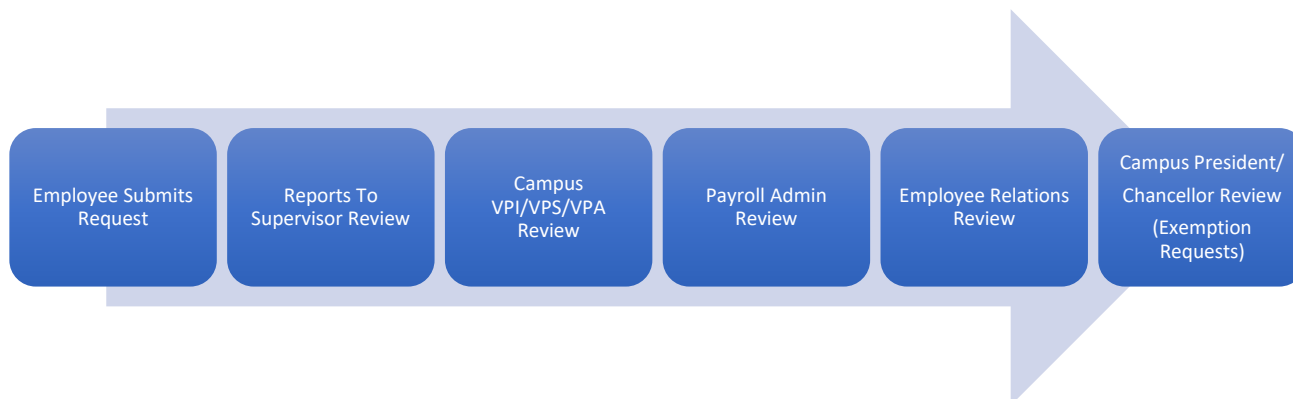 Employee Submits
Request
Reports To
Supervisor Review
Campus
VPI/VPS/VPA
Review
Payroll Admin
Review
Employee Relations
Review
Campus President/
Chancellor Review
(Exemption
Requests)